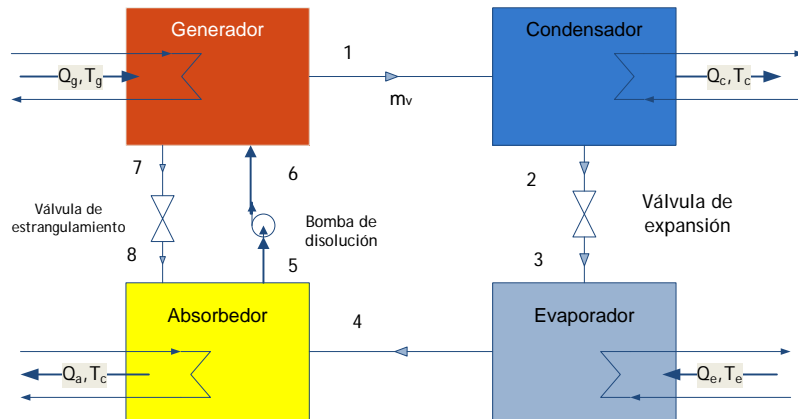 Generador
1
Condensador
Qg,Tg
mv
Qc,Tc
7
6
2
Válvula de
estrangulamiento
Bomba de
disolución
Válvula de
expansión
8
5
3
Absorbedor
4
Evaporador
Qa,Tc
Qe,Te